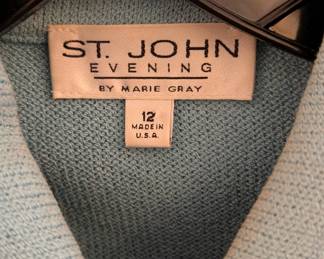 ST. JOHN
EVENING
BY MARIE GRAY
12
MADE IN
U.S.A.